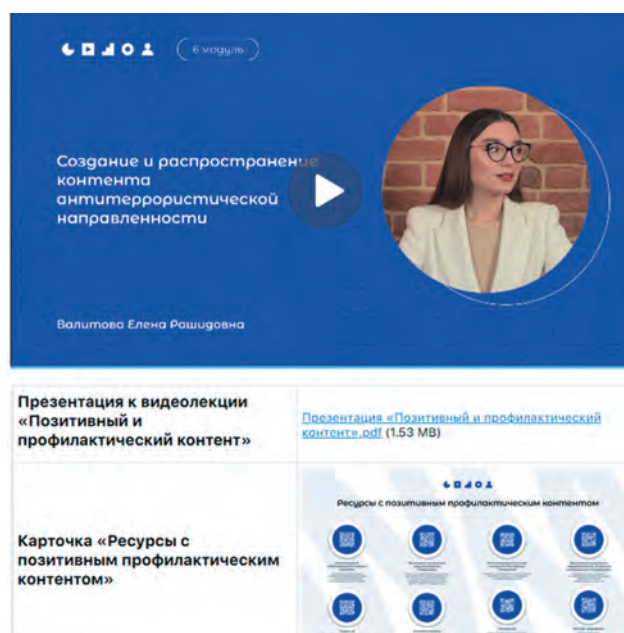 6 модуль
Создание и распространение
контента
антитеррористической
направленности
Валитова Елена Рашидовна
Презентация к видеолекции
«Позитивный и
профилактический контент»
Презентация «Позитивный и профилактический
контент».pdf (1.53 MB)
Ресурсы с позитивным профилактическим контентом
Карточка «Ресурсы с
позитивным профилактическим
контентом»